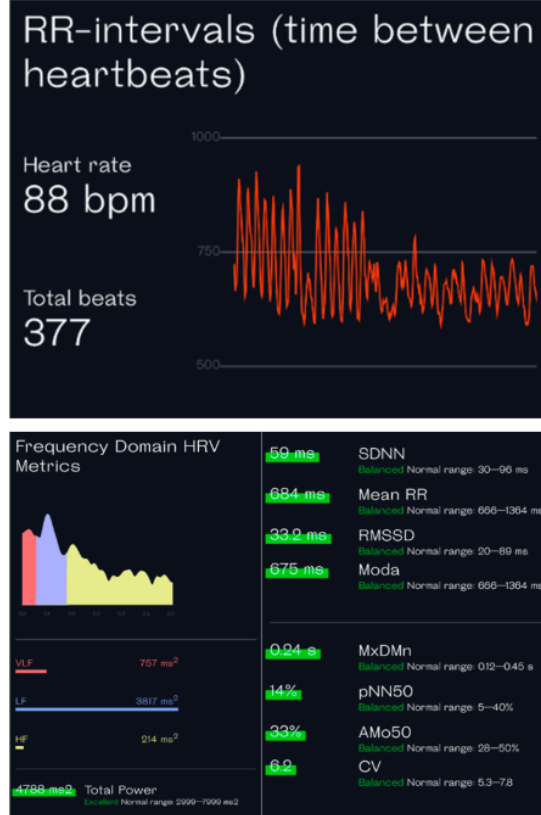 RR-intervals (time between
heartbeats)
1000
Heart rate
88 bpm
750
Total beats
377
500
Frequency Domain HRV
Metrics
VLF 757 ms2
LF 3817 ms2
HF 214 ms2
4788 ms2 Total Power
Excellent Normal range: 2999–7999 ms2
59 ms SDNN
Balanced Normal range: 30–96 ms
684 ms Mean RR
Balanced Normal range: 666–1364 ms
33.2 ms RMSSD
Balanced Normal range: 20–89 ms
675 ms Moda
Balanced Normal range: 666–1364 ms
0.24 s MxDMn
Balanced Normal range: 0.12–0.45 s
14% pNN50
Balanced Normal range: 5–40%
33% AMo50
Balanced Normal range: 28–50%
6.2 CV
Balanced Normal range: 5.3–7.8